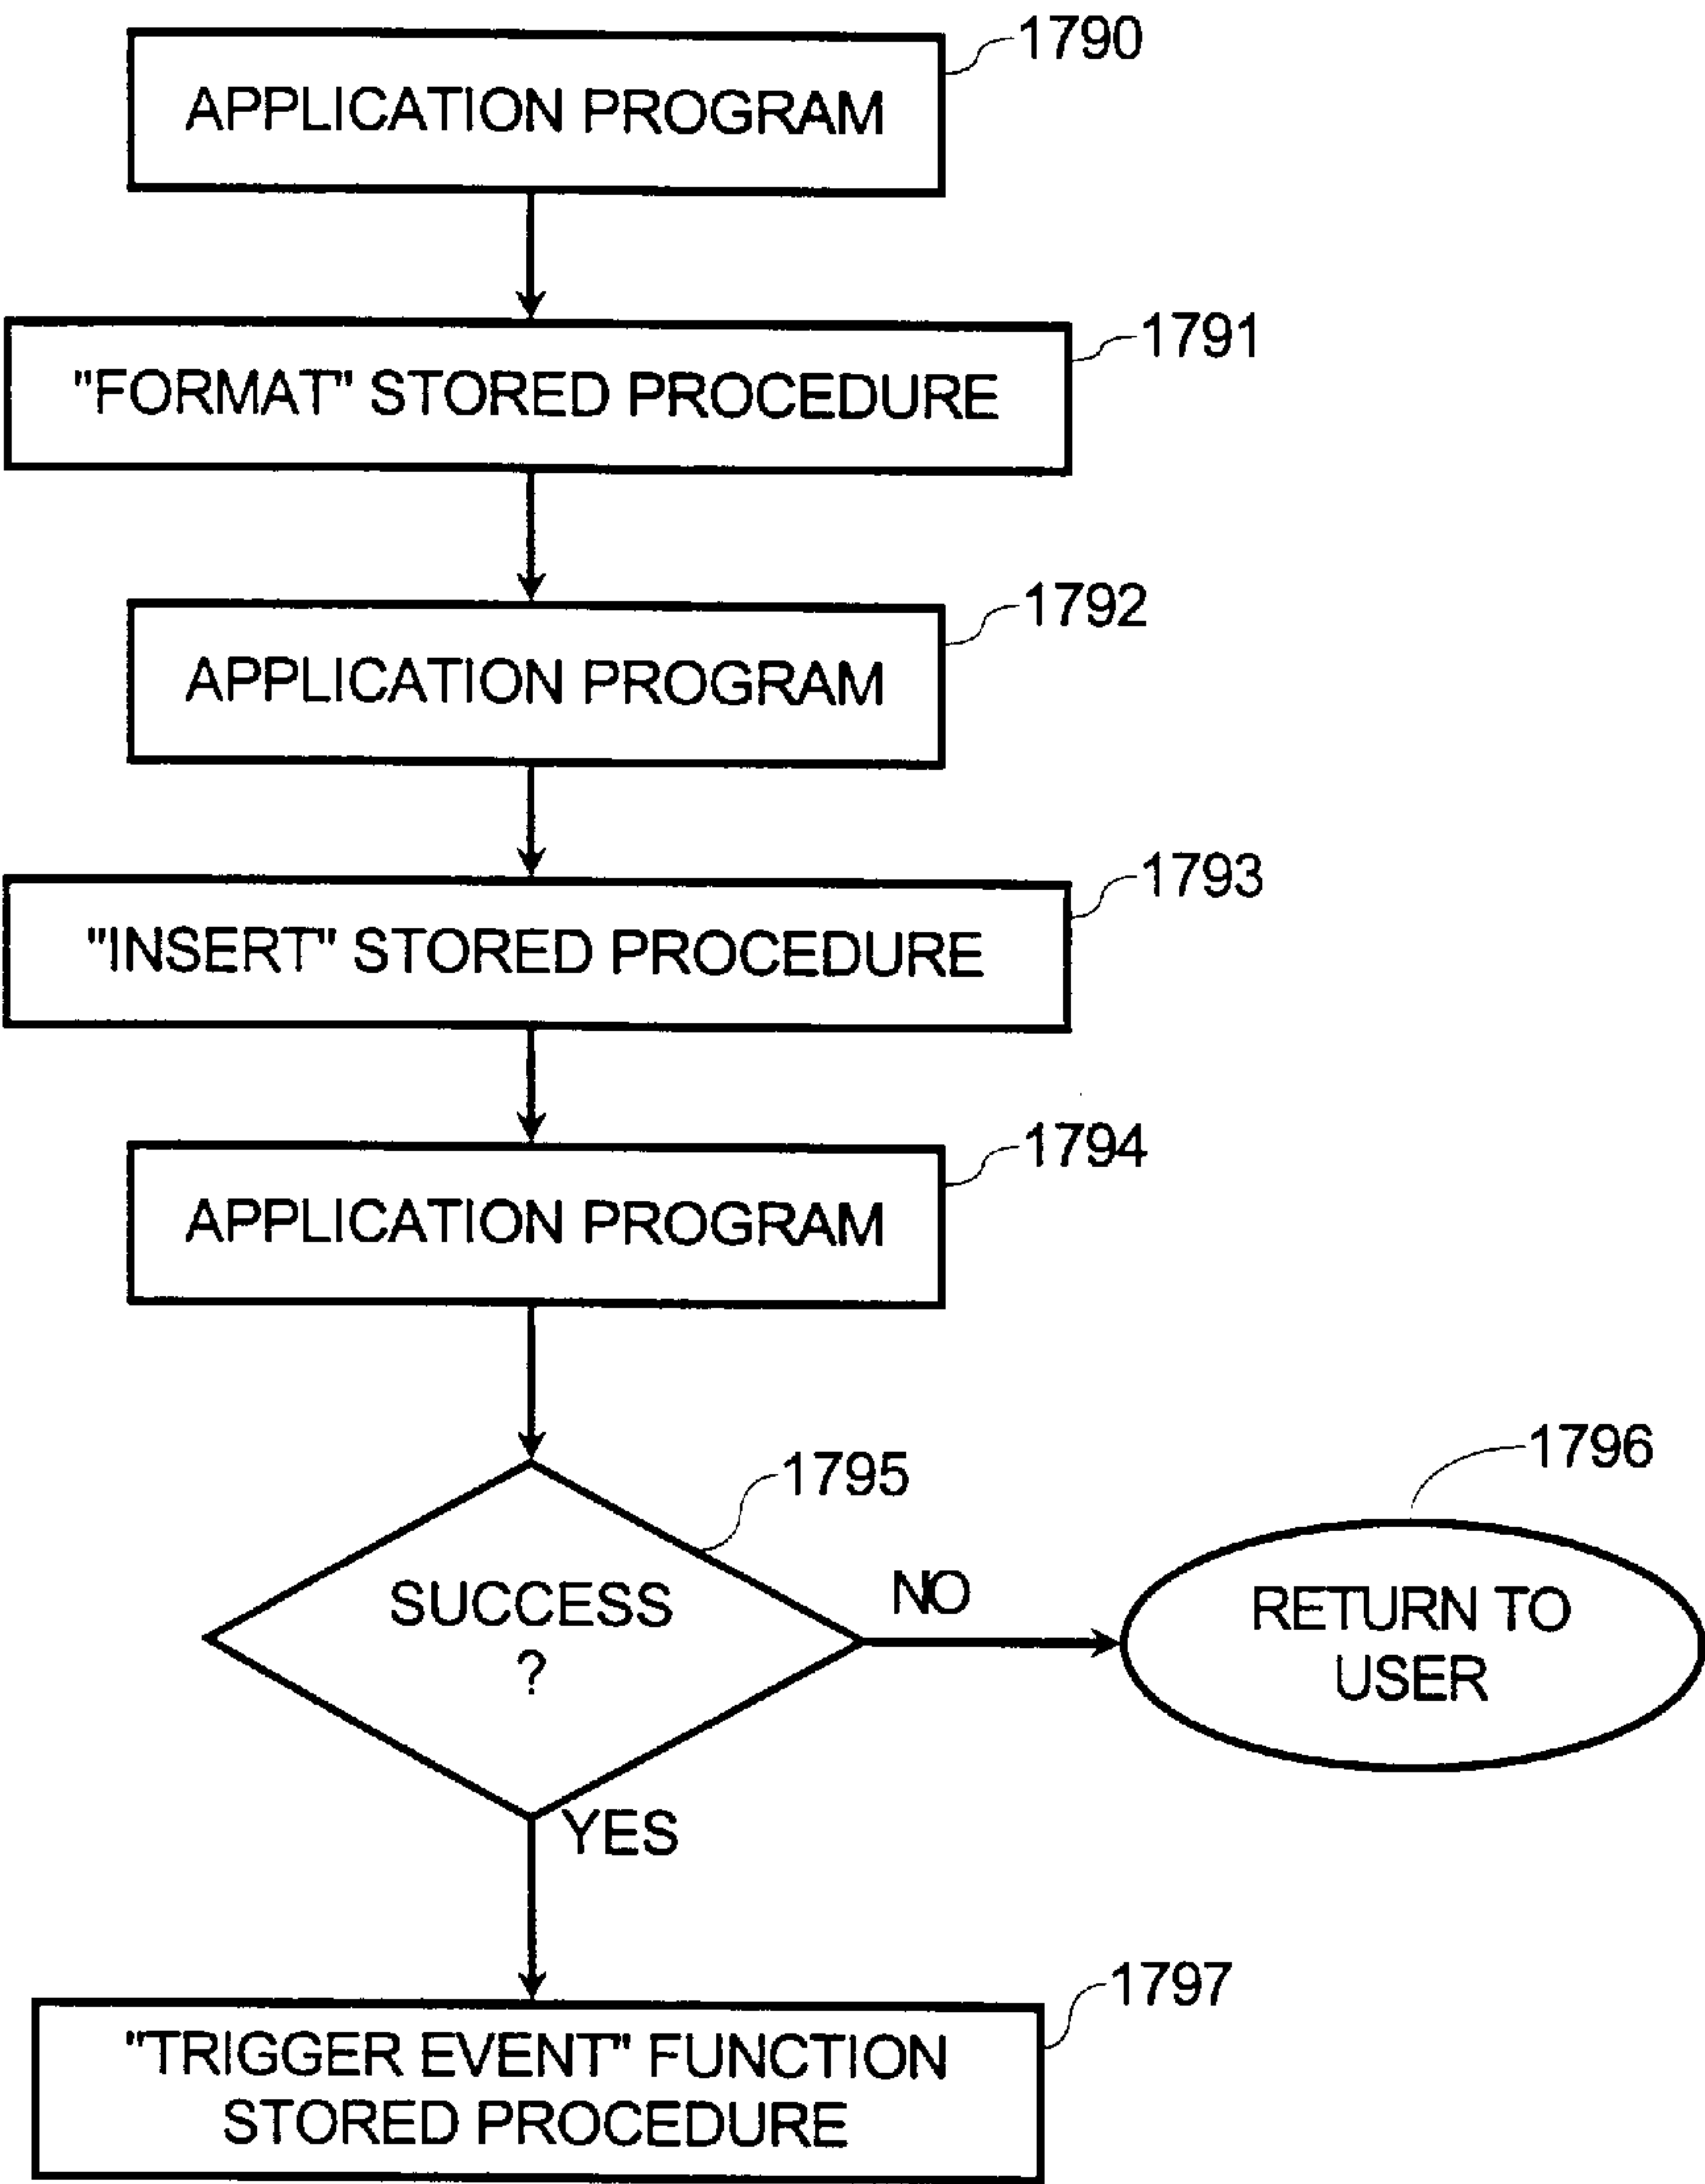 1790
APPLICATION PROGRAM
1791
"FORMAT" STORED PROCEDURE
1792
APPLICATION PROGRAM
1793
"INSERT" STORED PROCEDURE
1794
APPLICATION PROGRAM
1795
SUCCESS
?
NO
1796
RETURN TO
USER
YES
1797
"TRIGGER EVENT" FUNCTION
STORED PROCEDURE